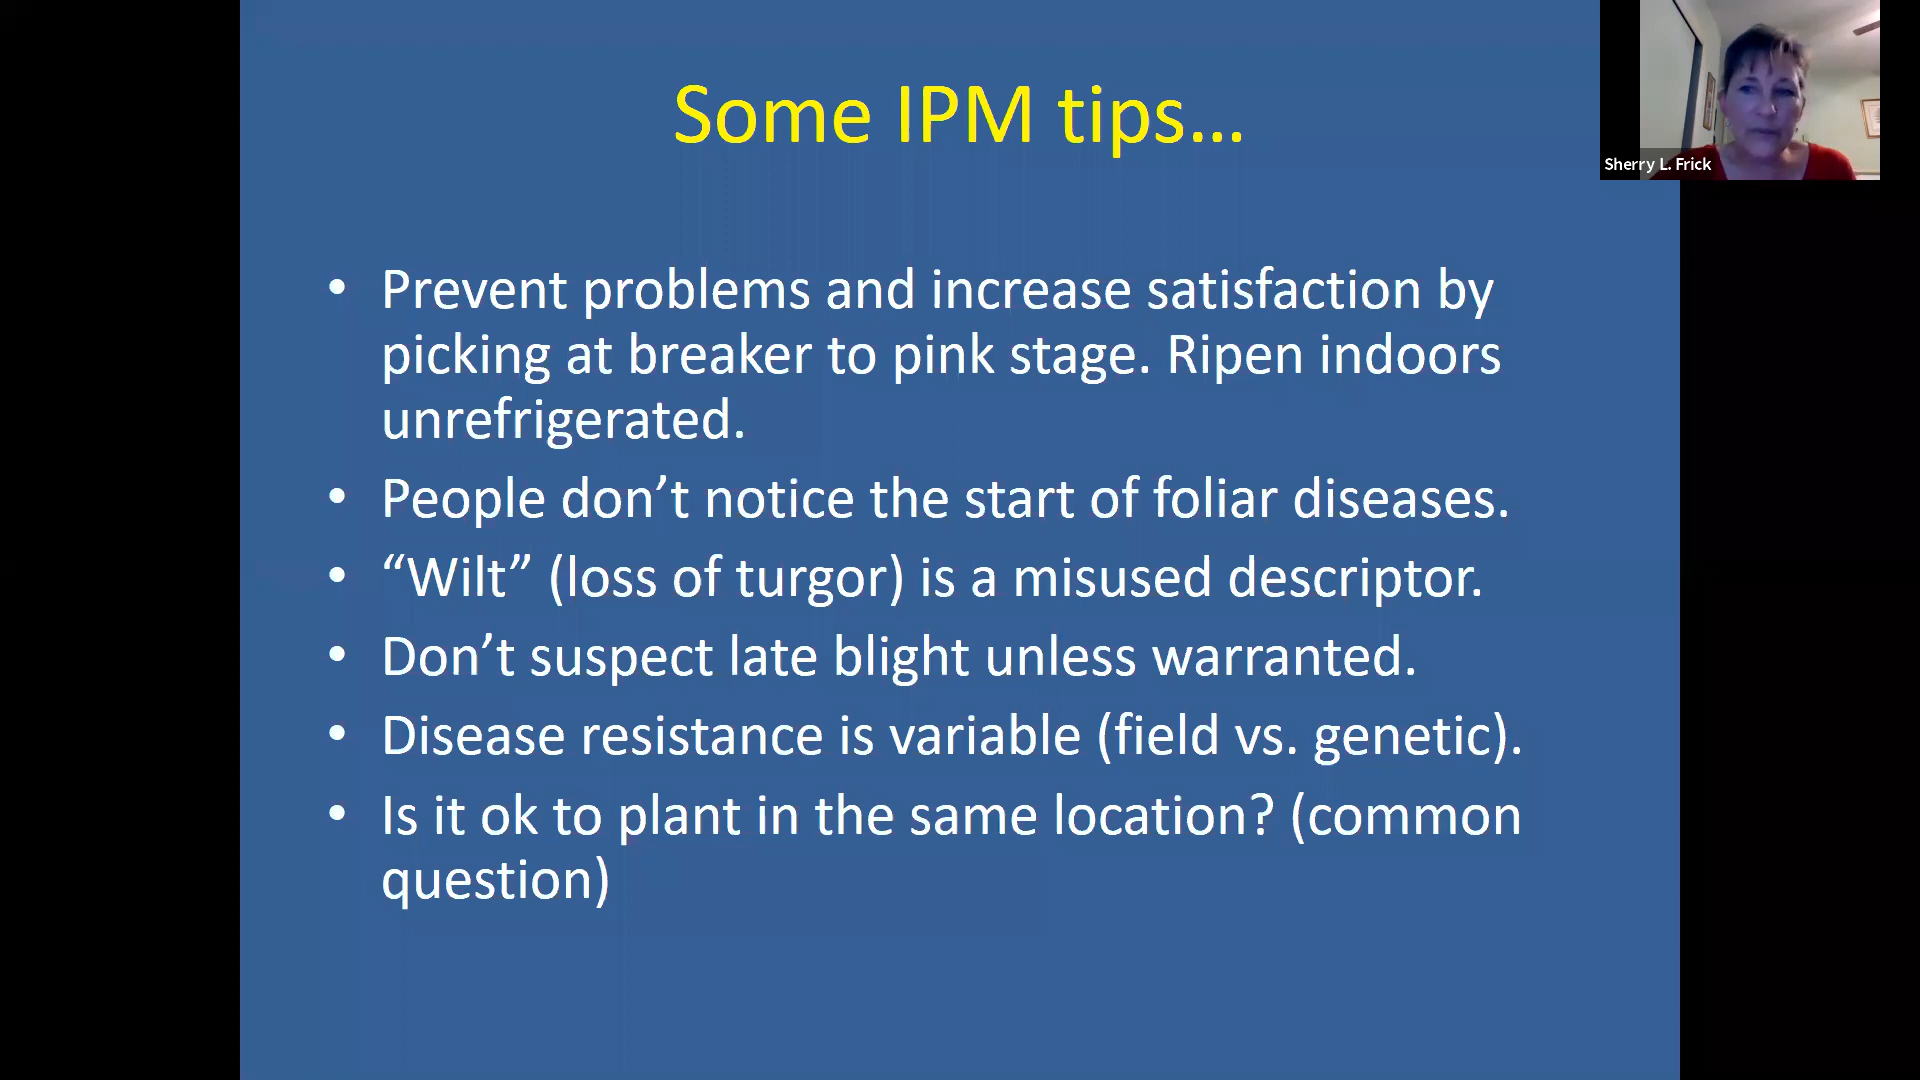 Some IPM tips...
Sherry L. Frick
• Prevent problems and increase satisfaction by
picking at breaker to pink stage. Ripen indoors
unrefrigerated.
• People don’t notice the start of foliar diseases.
• “Wilt” (loss of turgor) is a misused descriptor.
• Don’t suspect late blight unless warranted.
• Disease resistance is variable (field vs. genetic).
• Is it ok to plant in the same location? (common
question)